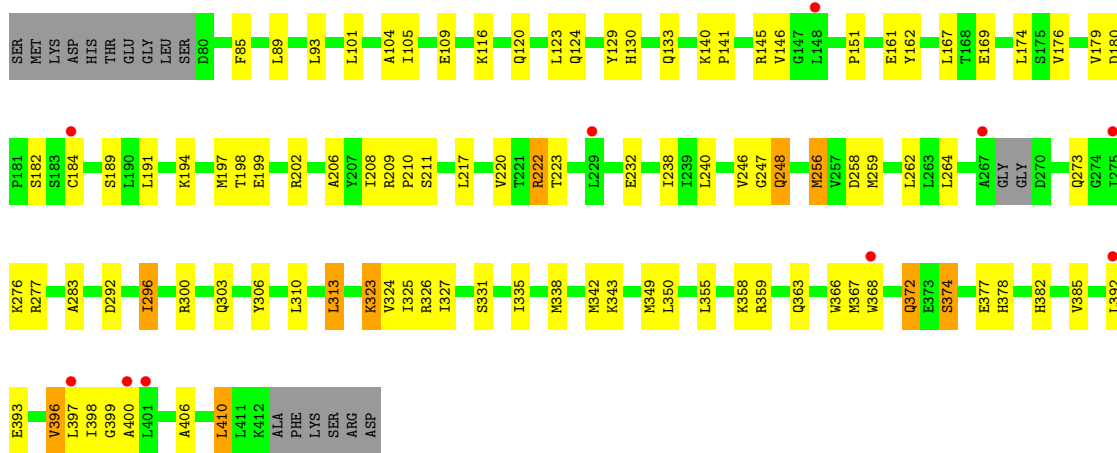 SER MET LYS ASP HIS THR GLU GLY LEU SER D80 F85 L89 L93 L101 A104 I105 E109 K116 Q120 L123 Q124 Y129 H130 Q133 K140 P141 R145 V146 G147 L148 P151 E161 Y162 L167 T168 E169 L174 S175 V176 V179 D180
P181 S182 S183 C184 S189 L190 L191 K194 M197 T198 E199 R202 A206 Y207 I208 R209 P210 S211 L217 V220 T221 R222 T223 L229 E232 I238 I239 L240 V246 G247 Q248 M256 V257 D258 M259 L262 L263 L264 A267 GLY GLY D270 Q273 G274 I275
K276 R277 A283 D292 I296 R300 Q303 Y306 L310 L313 K323 V324 I325 R326 I327 S331 I335 M338 M342 K343 M349 L350 L355 K358 R359 Q363 W366 M367 W368 Q372 E373 S374 E377 H378 H382 V385 L392
E393 V396 L397 I398 G399 A400 L401 A406 L410 L411 K412 ALA PHE LYS SER ARG ASP